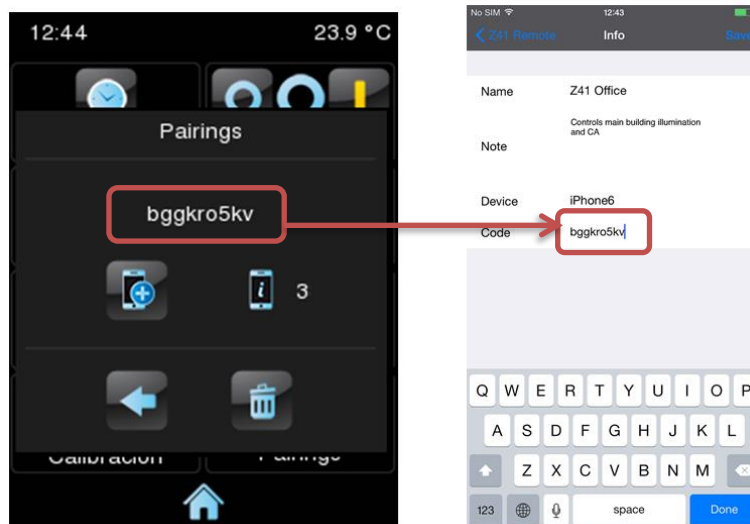 12:44 23.9 °C
Pairings
bggkro5kv
3
Calibración Pairings
No SIM 12:43
Z41 Remote Info Save
Name Z41 Office
Controls main building illumination
and CA
Note
Device iPhone6
Code bggkro5kv
Q W E R T Y U I O P
A S D F G H J K L
Z X C V B N M
123 space Done